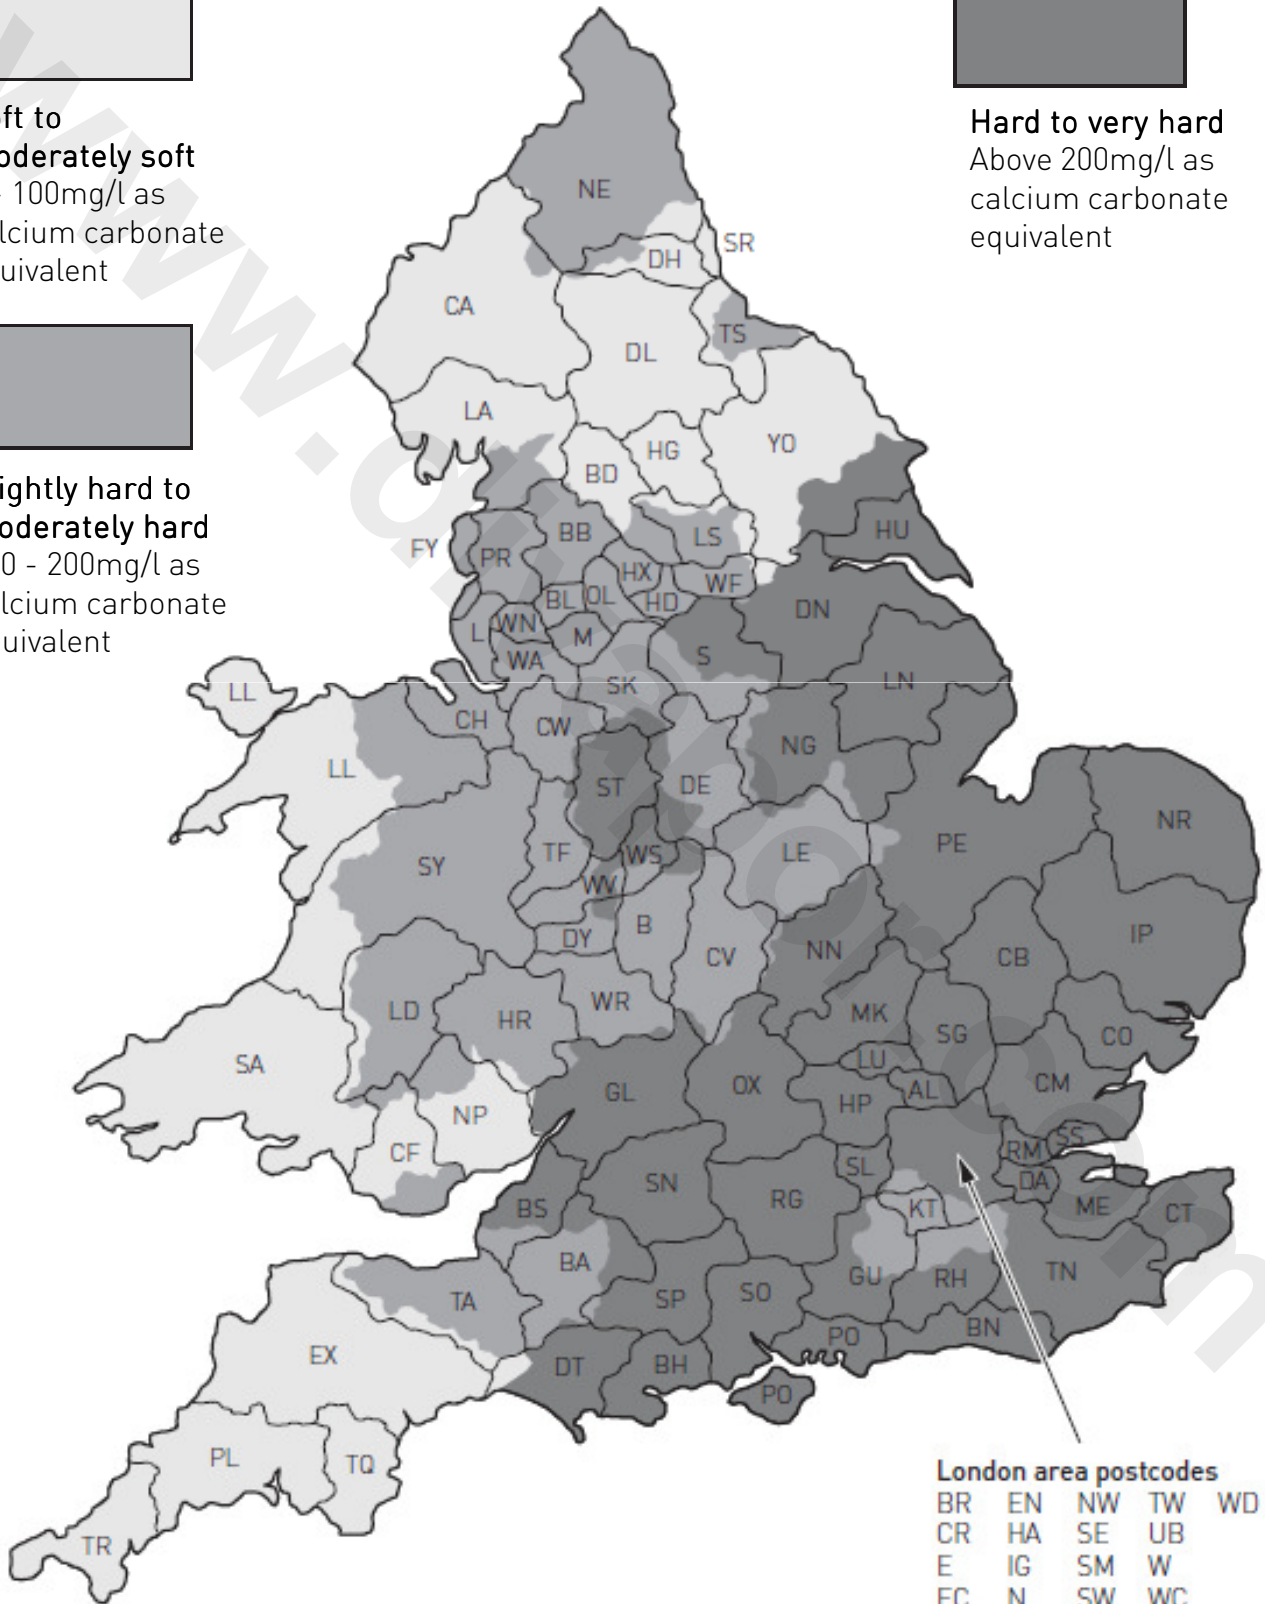 ft to
oderately soft
- 100mg/l as
lcium carbonate
uivalent
Hard to very hard
Above 200mg/l as
calcium carbonate
equivalent
ightly hard to
oderately hard
0 - 200mg/l as
lcium carbonate
quivalent
NE
SR
DH
CA
TS
DL
LA
YO
HG
BD
HU
BB
LS
FY
PR
HX
WF
BL
OL
HD
DN
L
WN
M
WA
S
SK
LN
LL
CH
CW
NG
LL
ST
DE
NR
PE
SY
TF
WS
LE
WV
B
IP
DY
CV
NN
CB
LD
HR
WR
MK
SG
CO
SA
LU
GL
OX
AL
CM
HP
NP
SS
CF
RM
SL
DA
SN
RG
BS
KT
ME
CT
BA
GU
RH
TN
TA
SP
SO
BN
PO
EX
DT
BH
PO
PL
TQ
TR
London area postcodes
BR EN NW TW WD
CR HA SE UB
E IG SM W
EC N SW WC